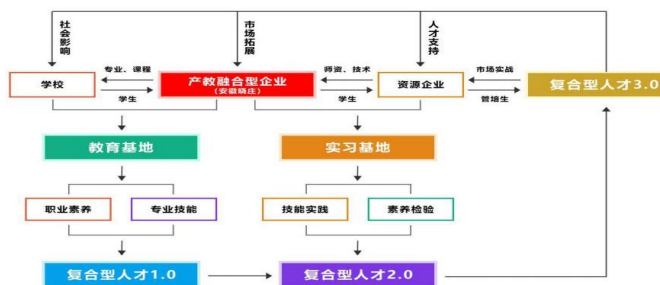 社会影响
市场拓展
人才支持
学校
专业、课程
学生
产教融合型企业
(安徽晓庄)
师资、技术
学生
资源企业
市场实战
管培生
复合型人才3.0
教育基地
实习基地
职业素养
专业技能
技能实践
素养检验
复合型人才1.0
复合型人才2.0